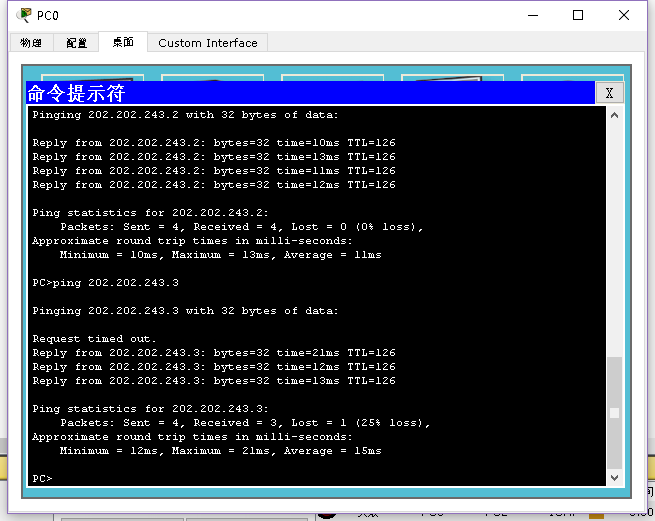 PC0
物理 配置 桌面 Custom Interface
命令提示符 X
Pinging 202.202.243.2 with 32 bytes of data:
Reply from 202.202.243.2: bytes=32 time=10ms TTL=126
Reply from 202.202.243.2: bytes=32 time=13ms TTL=126
Reply from 202.202.243.2: bytes=32 time=11ms TTL=126
Reply from 202.202.243.2: bytes=32 time=12ms TTL=126
Ping statistics for 202.202.243.2:
Packets: Sent = 4, Received = 4, Lost = 0 (0% loss),
Approximate round trip times in milli-seconds:
Minimum = 10ms, Maximum = 13ms, Average = 11ms
PC>ping 202.202.243.3
Pinging 202.202.243.3 with 32 bytes of data:
Request timed out.
Reply from 202.202.243.3: bytes=32 time=21ms TTL=126
Reply from 202.202.243.3: bytes=32 time=12ms TTL=126
Reply from 202.202.243.3: bytes=32 time=13ms TTL=126
Ping statistics for 202.202.243.3:
Packets: Sent = 4, Received = 3, Lost = 1 (25% loss),
Approximate round trip times in milli-seconds:
Minimum = 12ms, Maximum = 21ms, Average = 15ms
PC>